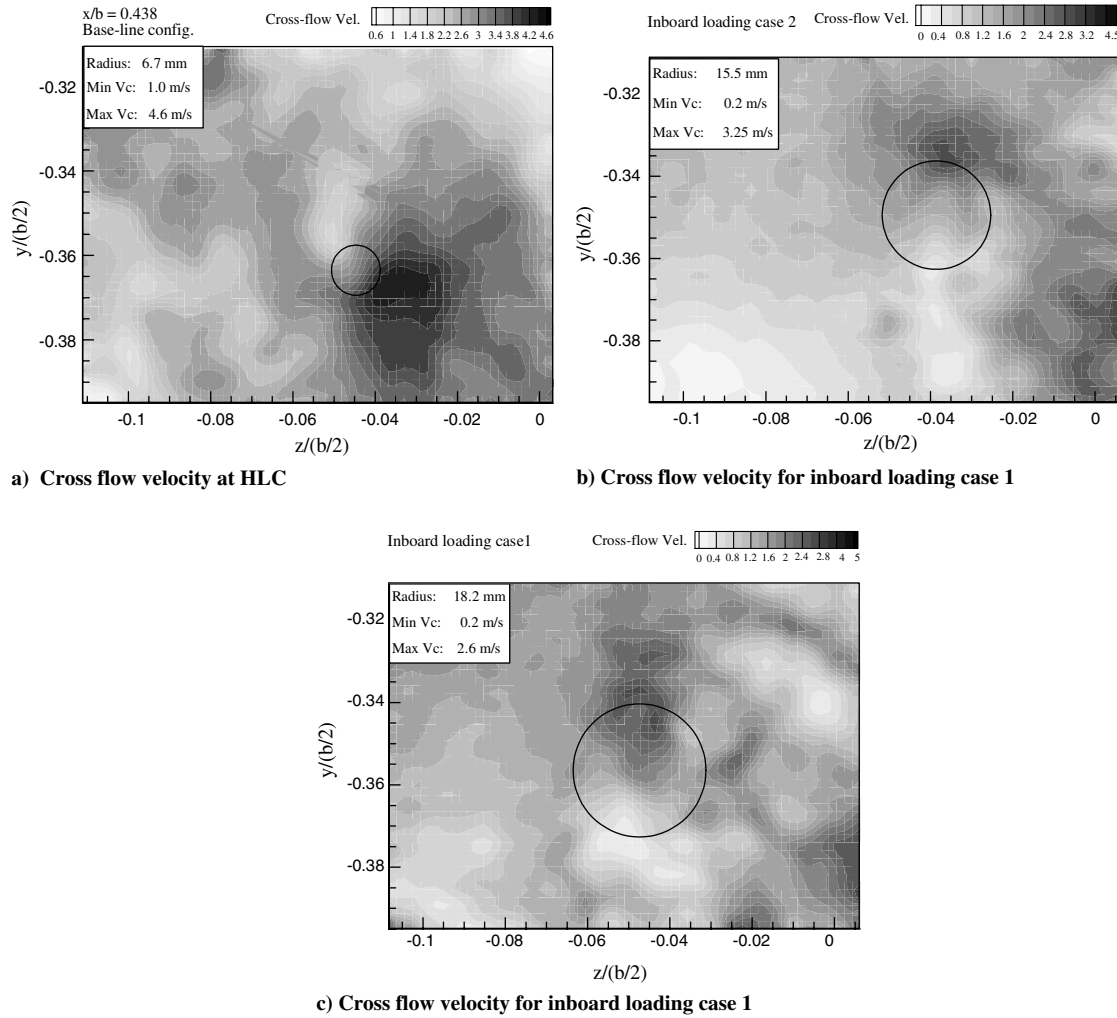 x/b = 0.438
Base-line config.
Cross-flow Vel.
0.6 1 1.4 1.8 2.2 2.6 3 3.4 3.8 4.2 4.6
Radius: 6.7 mm
Min Vc: 1.0 m/s
Max Vc: 4.6 m/s
-0.32
-0.34
-0.36
-0.38
y/(b/2)
-0.1 -0.08 -0.06 -0.04 -0.02 0
z/(b/2)
a) Cross flow velocity at HLC
Inboard loading case 2
Cross-flow Vel.
0 0.4 0.8 1.2 1.6 2 2.4 2.8 3.2 4 4.5
Radius: 15.5 mm
Min Vc: 0.2 m/s
Max Vc: 3.25 m/s
-0.32
-0.34
-0.36
-0.38
y/(b/2)
-0.1 -0.08 -0.06 -0.04 -0.02 0
z/(b/2)
b) Cross flow velocity for inboard loading case 1
Inboard loading case1
Cross-flow Vel.
0 0.4 0.8 1.2 1.6 2 2.4 2.8 4 5
Radius: 18.2 mm
Min Vc: 0.2 m/s
Max Vc: 2.6 m/s
-0.32
-0.34
-0.36
-0.38
y/(b/2)
-0.1 -0.08 -0.06 -0.04 -0.02 0
z/(b/2)
c) Cross flow velocity for inboard loading case 1